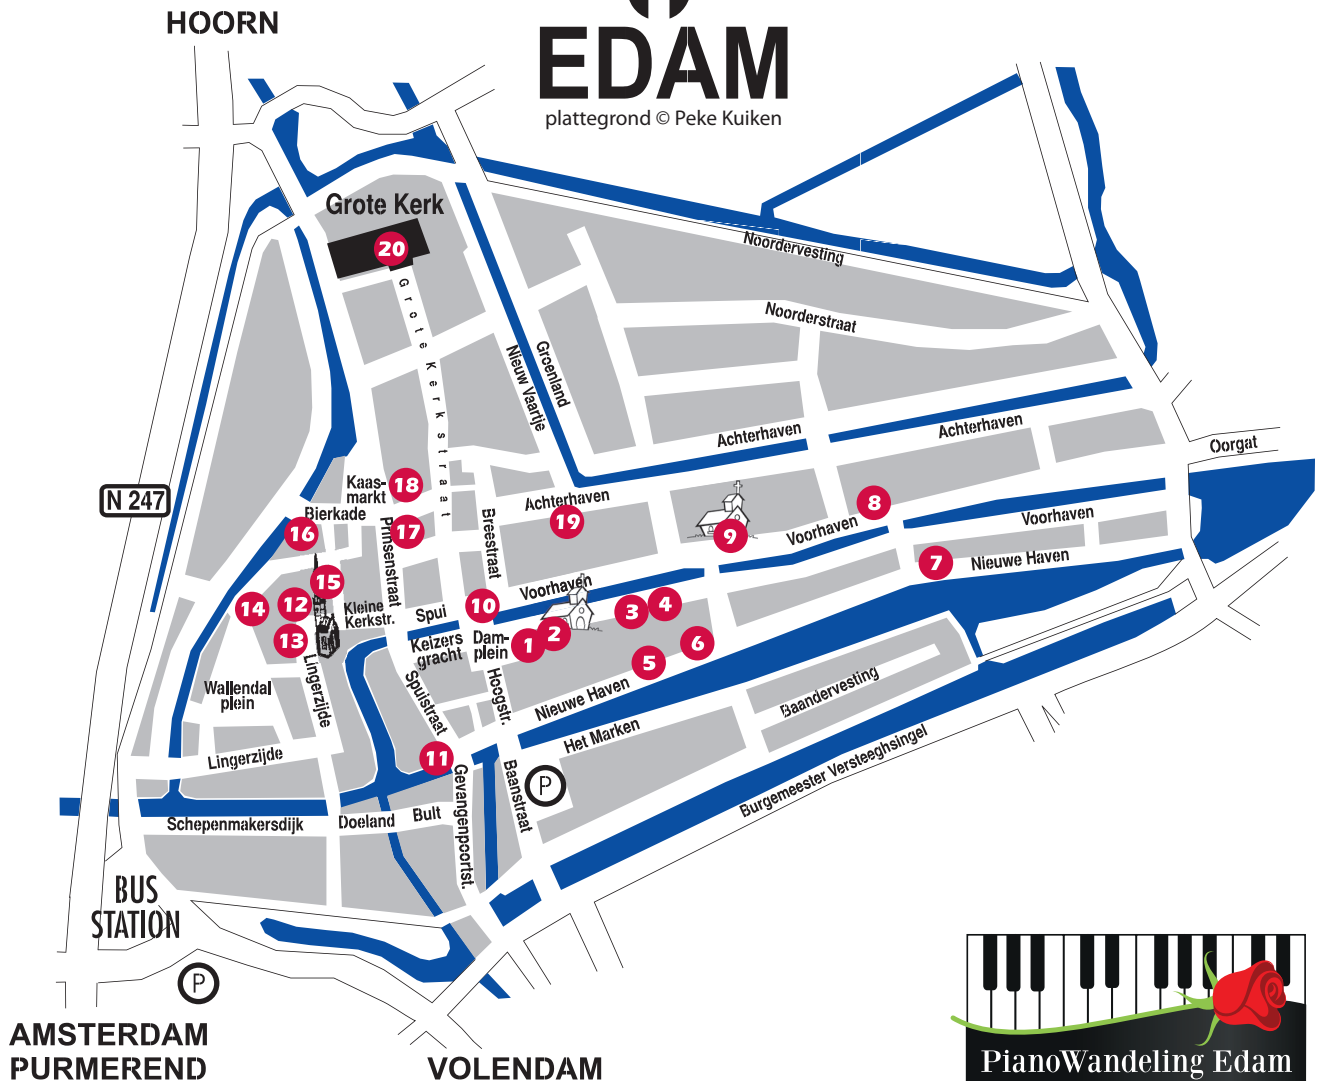 HOORN
EDAM
plattegrond © Peke Kuiken
Grote Kerk
20
Grote Kerkstraat
Noordervesting
Noorderstraat
Groenland
Nieuw Vaartje
Achterhaven
Achterhaven
Oorgat
N 247
Kaas-
markt
18
Bierkade
16
17
Prinsenstraat
Breestraat
Achterhaven
19
9
8
Voorhaven
Voorhaven
7
Nieuwe Haven
15
14
12
13
Kleine
Kerkstr.
Spui
10
Voorhaven
Keizers
gracht
Dam-
plein
1
2
3
4
5
6
Lingerzijde
Wallendal
plein
Spuistraat
Hoogstr.
Nieuwe Haven
Het Marken
Baandervesting
Burgemeester Versteeghsingel
Lingerzijde
11
Gevangenpoortst.
Baanstraat
P
Schepenmakersdijk
Doeland
Bult
BUS
STATION
P
AMSTERDAM
PURMEREND
VOLENDAM
PianoWandeling Edam